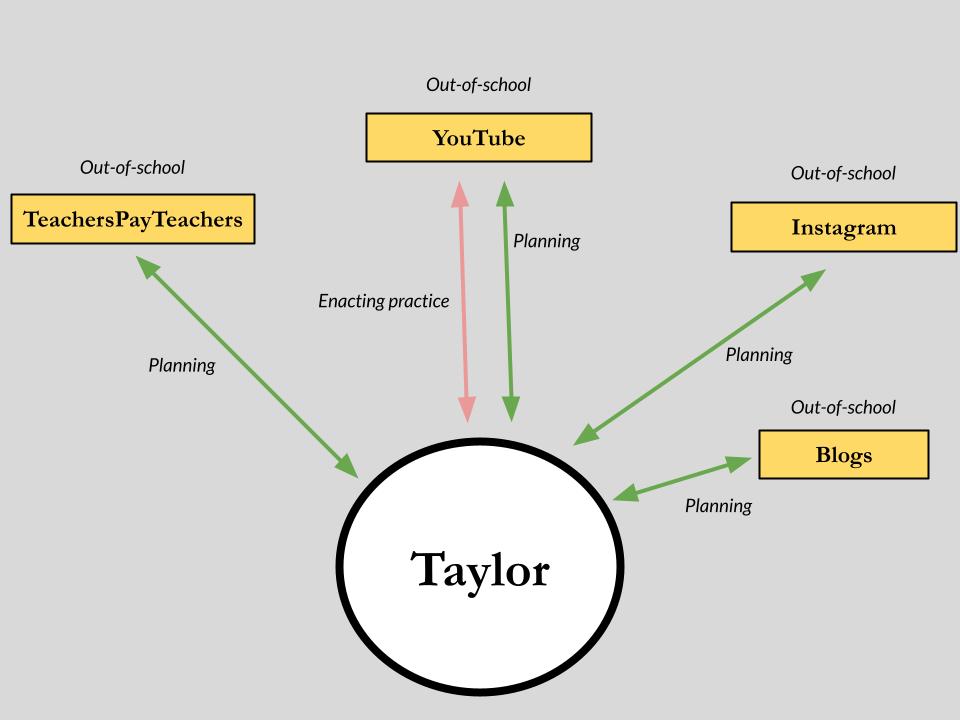 Out-of-school
YouTube
Out-of-school
TeachersPayTeachers
Out-of-school
Instagram
Planning
Enacting practice
Planning
Planning
Out-of-school
Blogs
Planning
Taylor